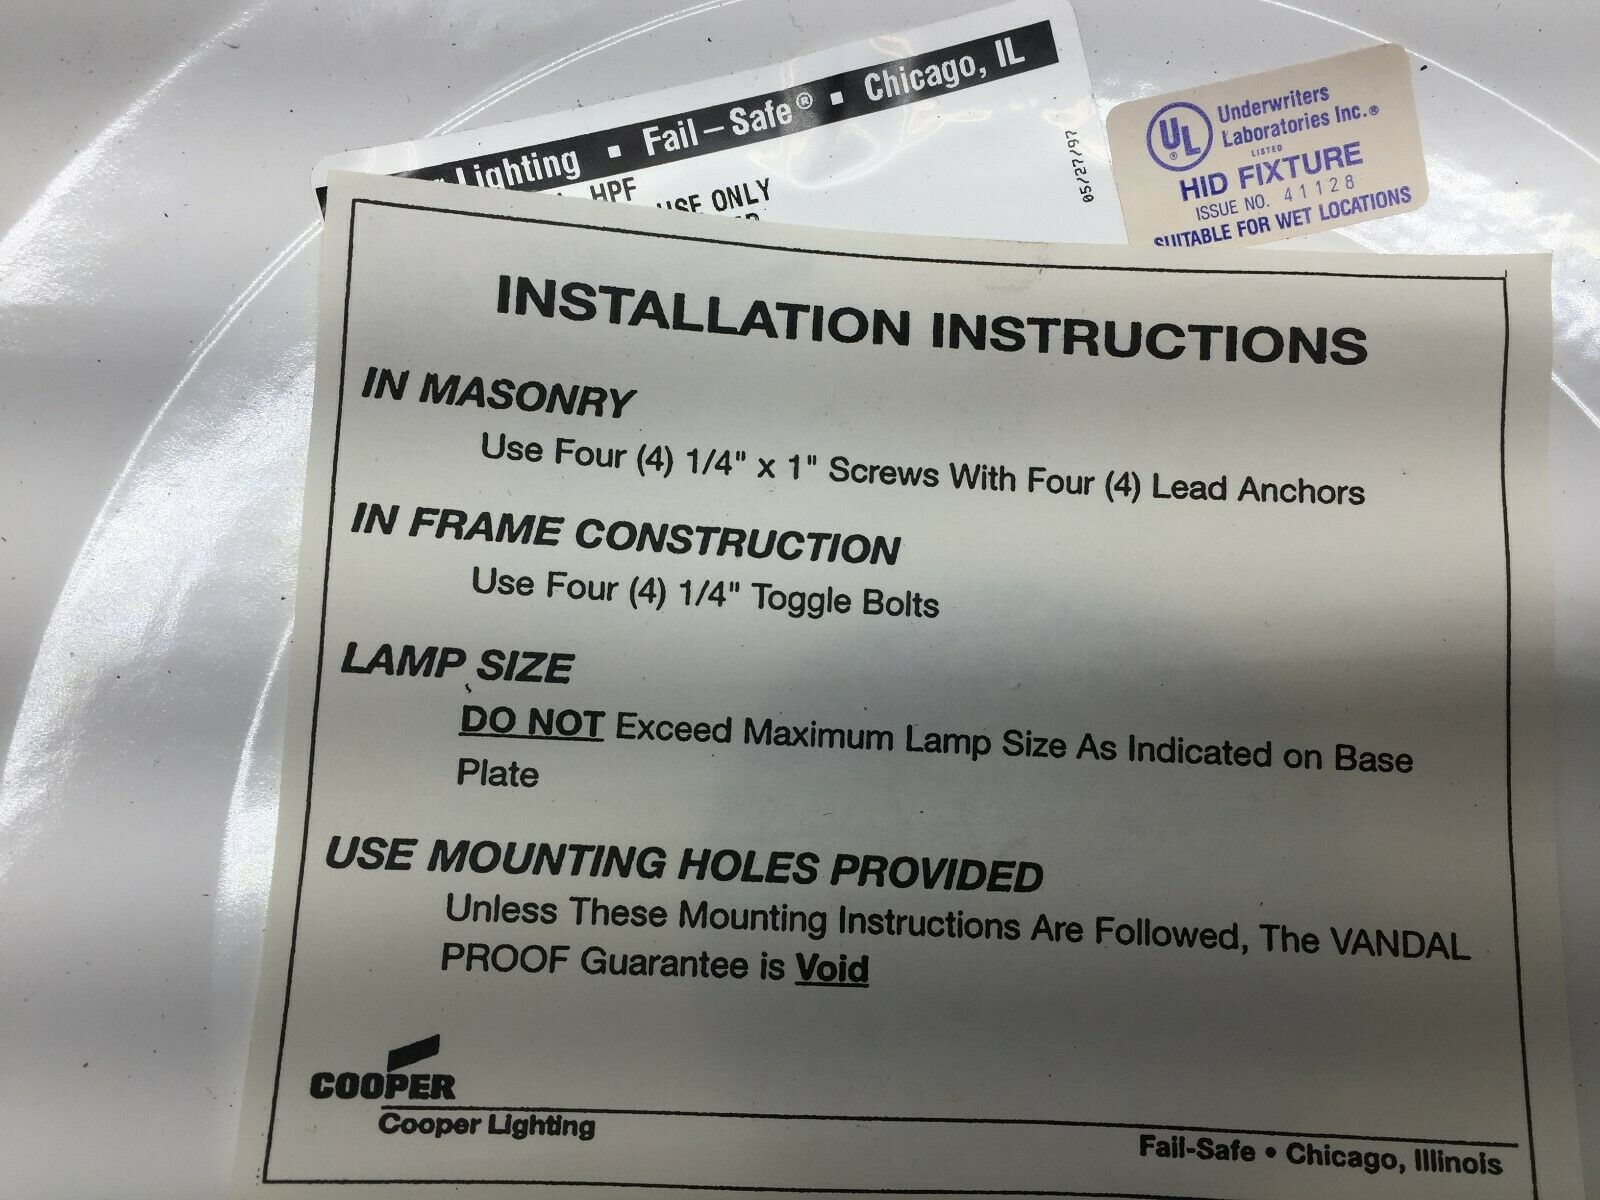 Lighting ▪ Fail – Safe® ▪ Chicago, IL
HPF
USE ONLY
05/27/97
UL
®
Underwriters
Laboratories Inc.®
LISTED
HID FIXTURE
ISSUE NO. 41128
SUITABLE FOR WET LOCATIONS
INSTALLATION INSTRUCTIONS
IN MASONRY
Use Four (4) 1/4" x 1" Screws With Four (4) Lead Anchors
IN FRAME CONSTRUCTION
Use Four (4) 1/4" Toggle Bolts
LAMP SIZE
DO NOT Exceed Maximum Lamp Size As Indicated on Base
Plate
USE MOUNTING HOLES PROVIDED
Unless These Mounting Instructions Are Followed, The VANDAL
PROOF Guarantee is Void
COOPER
Cooper Lighting
Fail-Safe • Chicago, Illinois